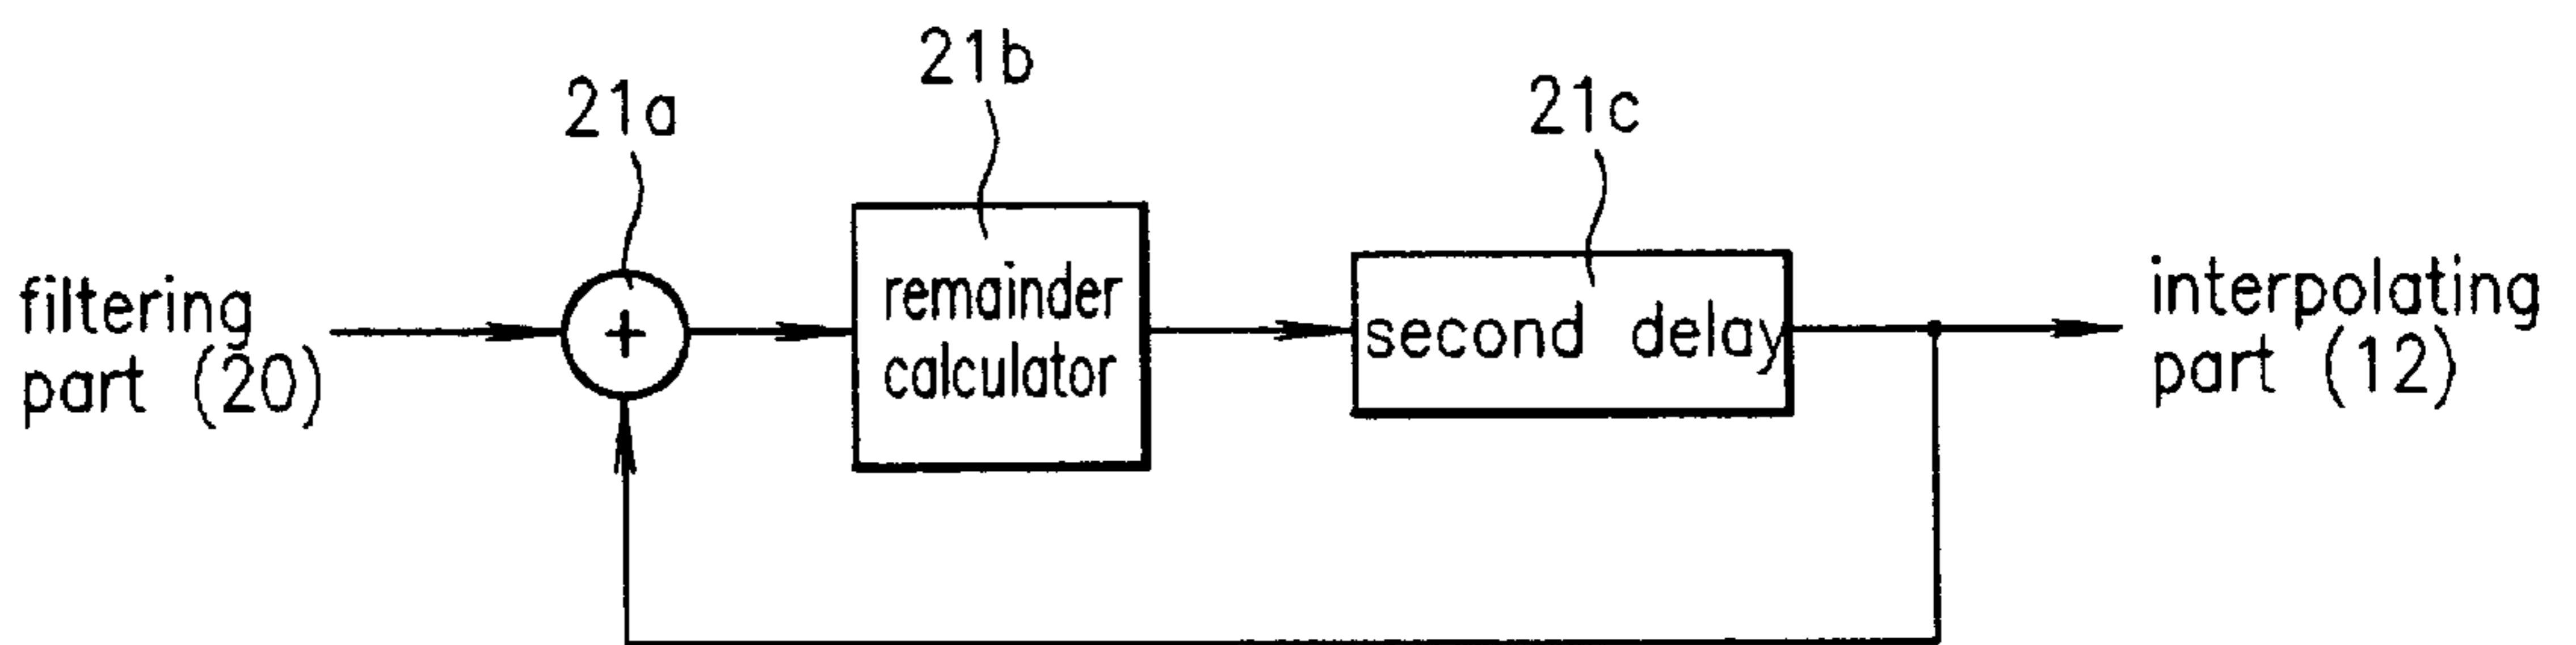 21a
21b
21c
filtering
part (20)
+
remainder
calculator
second delay
interpolating
part (12)